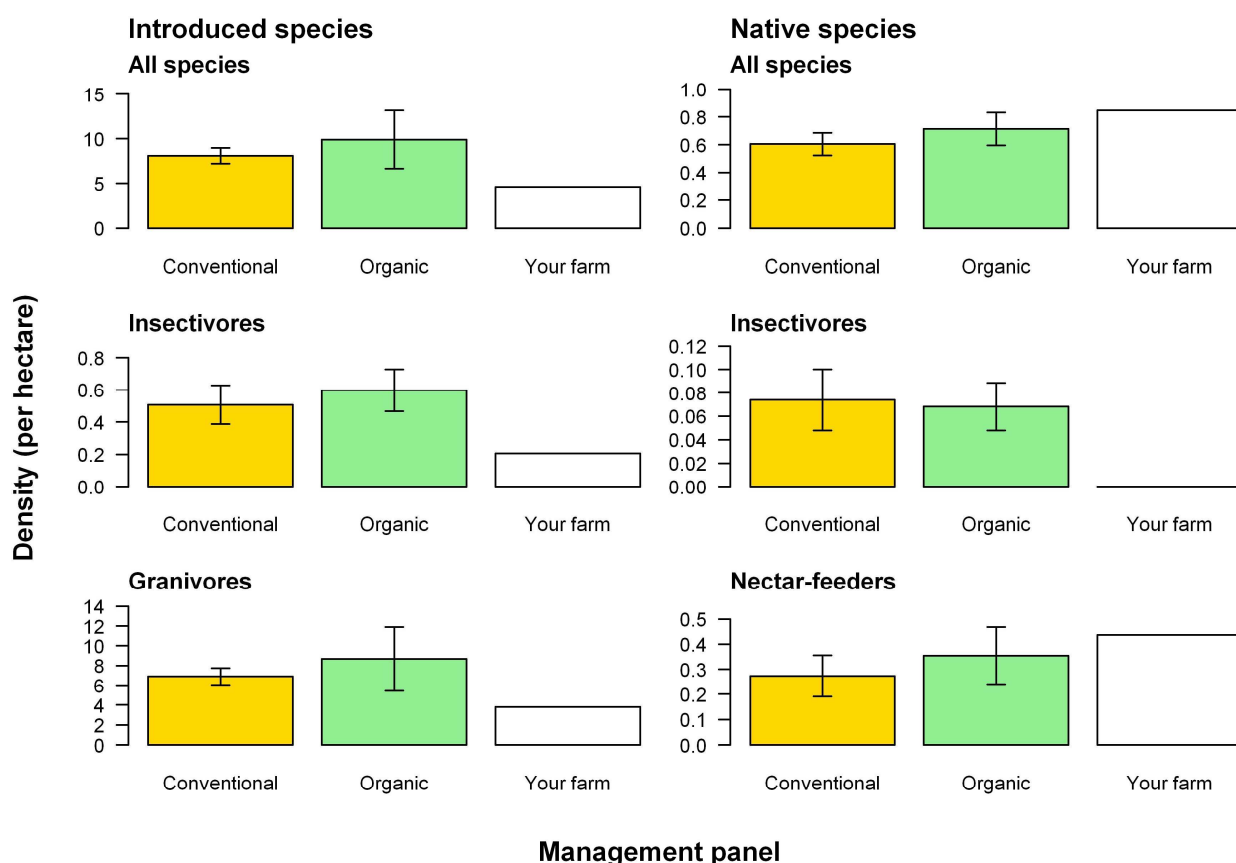 Introduced species
Native species
All species
All species
15
10
5
0
1.0
0.8
0.6
0.4
0.2
0.0
Conventional Organic Your farm
Conventional Organic Your farm
Density (per hectare)
Insectivores
Insectivores
0.8
0.6
0.4
0.2
0.0
0.12
0.10
0.08
0.06
0.04
0.02
0.00
Conventional Organic Your farm
Conventional Organic Your farm
Granivores
Nectar-feeders
14
12
10
8
6
4
2
0
0.5
0.4
0.3
0.2
0.1
0.0
Conventional Organic Your farm
Conventional Organic Your farm
Management panel